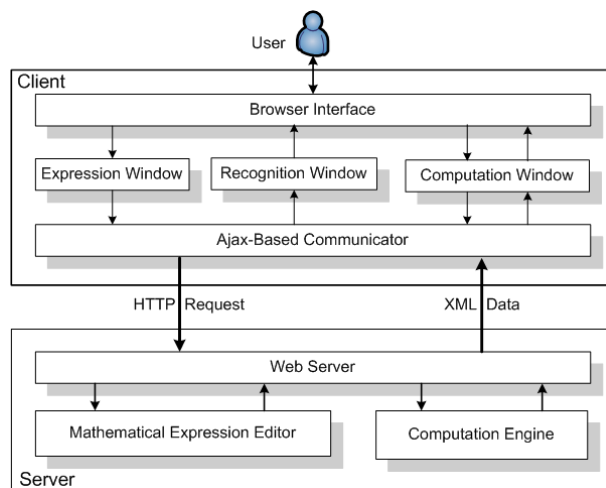 User
Client
Browser Interface
Expression Window
Recognition Window
Computation Window
Ajax-Based Communicator
HTTP Request
XML Data
Web Server
Mathematical Expression Editor
Computation Engine
Server